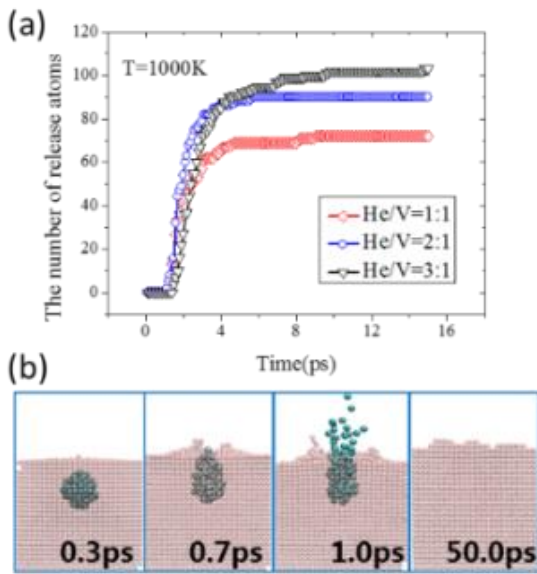 (a)
The number of release atoms
120
100
80
60
40
20
0
T=1000K
He/V=1:1
He/V=2:1
He/V=3:1
0
4
8
12
16
Time(ps)
(b)
0.3ps
0.7ps
1.0ps
50.0ps